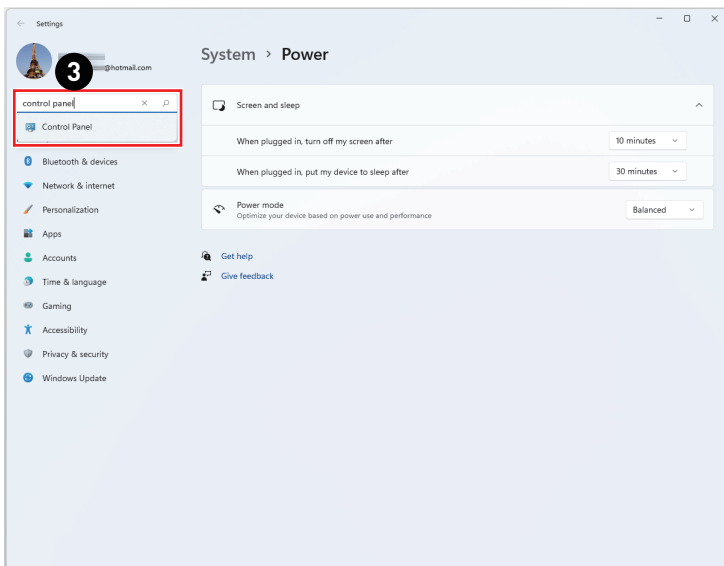 Settings
@hotmail.com
3
control panel
Control Panel
Bluetooth & devices
Network & internet
Personalization
Apps
Accounts
Time & language
Gaming
Accessibility
Privacy & security
Windows Update
System > Power
Screen and sleep
When plugged in, turn off my screen after 10 minutes
When plugged in, put my device to sleep after 30 minutes
Power mode
Optimize your device based on power use and performance
Balanced
Get help
Give feedback